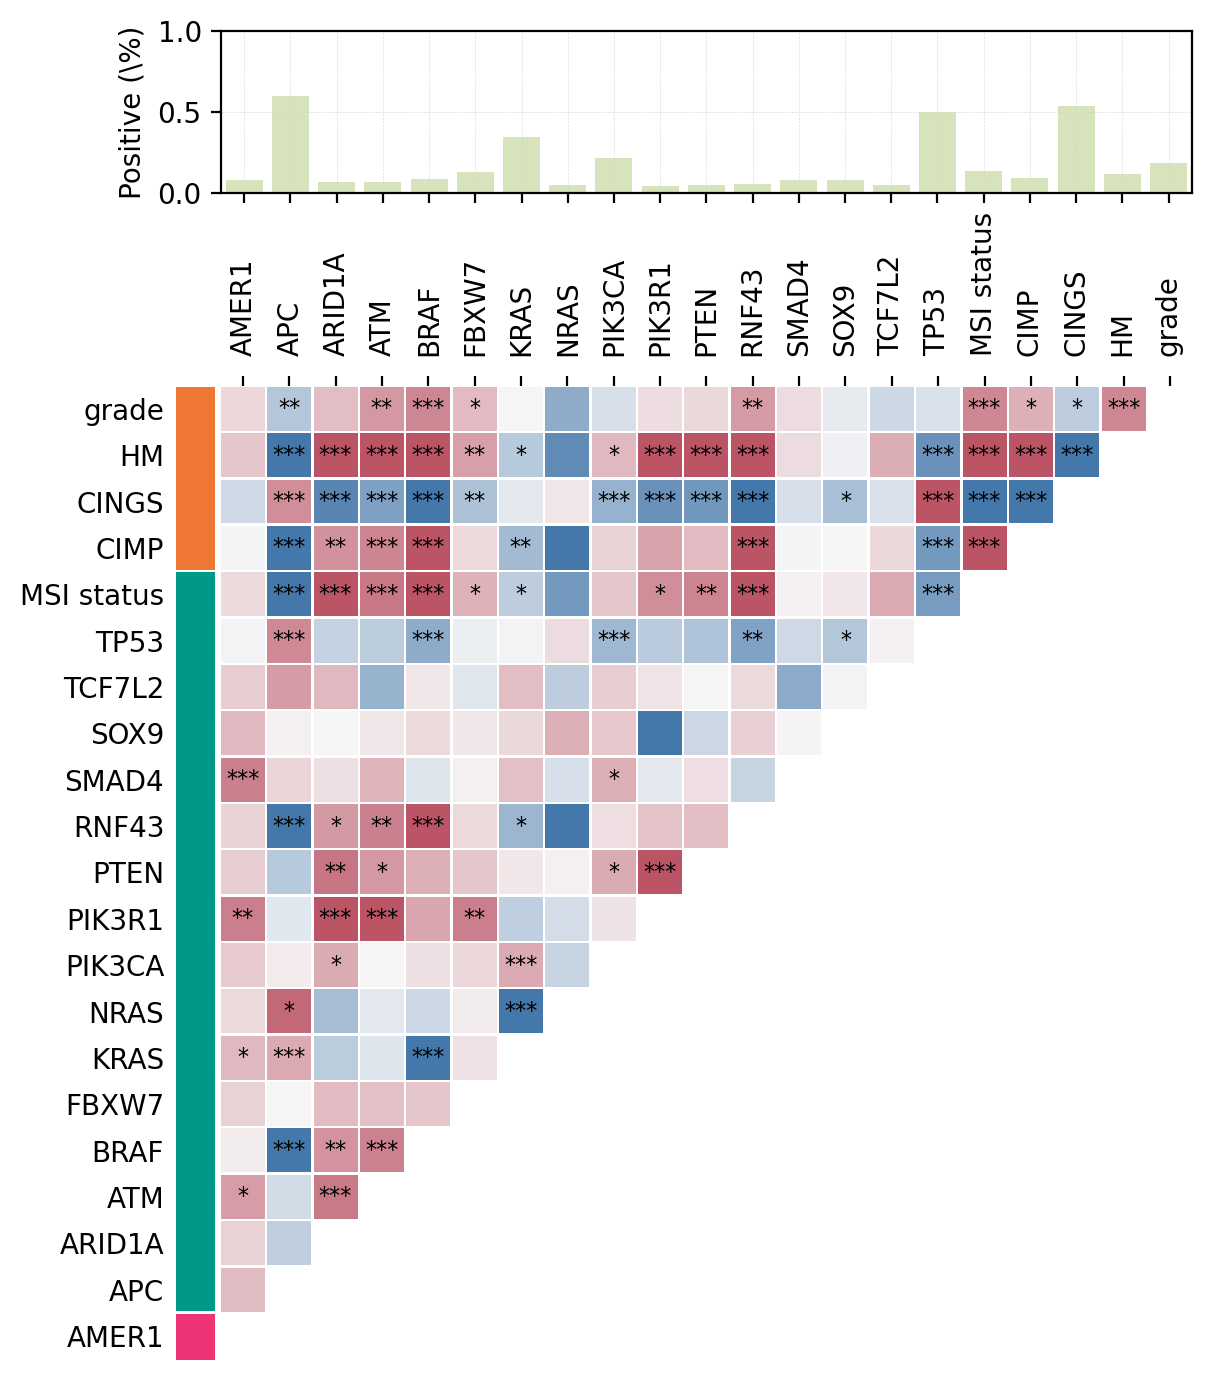 Positive (\%)
1.0
0.5
0.0
AMER1 APC ARID1A ATM BRAF FBXW7 KRAS NRAS PIK3CA PIK3R1 PTEN RNF43 SMAD4 SOX9 TCF7L2 TP53 MSI status CIMP CINGS HM grade
grade ** ** *** * ** *** * * ***
HM *** *** *** *** ** * * *** *** *** *** *** *** ***
CINGS *** *** *** *** ** *** *** *** *** * *** *** ***
CIMP *** ** *** *** ** *** *** ***
MSI status *** *** *** *** * * * ** *** ***
TP53 *** *** *** ** *
TCF7L2
SOX9
SMAD4 *** *
RNF43 *** * ** *** *
PTEN ** * * ***
PIK3R1 ** *** *** **
PIK3CA * ***
NRAS * ***
KRAS * *** ***
FBXW7
BRAF *** ** ***
ATM * ***
ARID1A
APC
AMER1